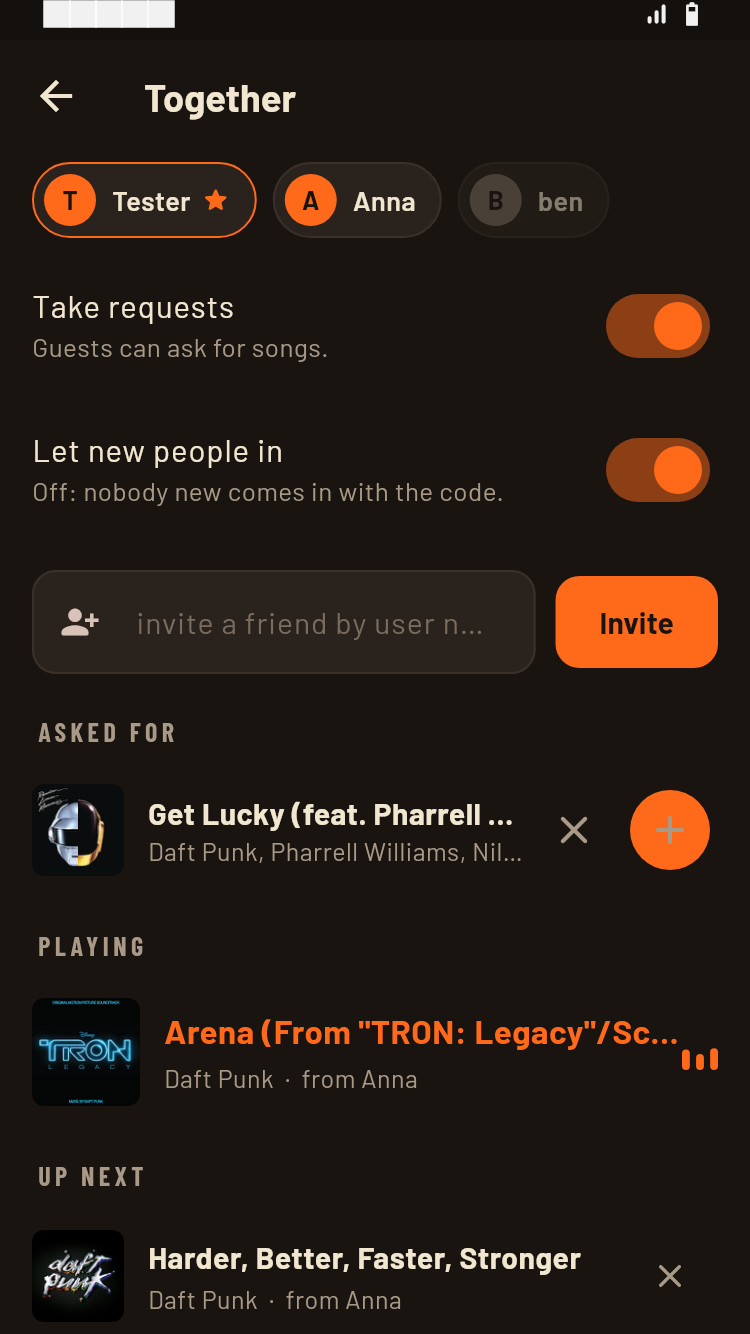 Together
T Tester
A Anna
B ben
Take requests
Guests can ask for songs.
Let new people in
Off: nobody new comes in with the code.
invite a friend by user n...
Invite
ASKED FOR
Get Lucky (feat. Pharrell ...
Daft Punk, Pharrell Williams, Nil...
PLAYING
TRON
LEGACY
Arena (From "TRON: Legacy"/Sc...
Daft Punk · from Anna
UP NEXT
daft punk
Harder, Better, Faster, Stronger
Daft Punk · from Anna